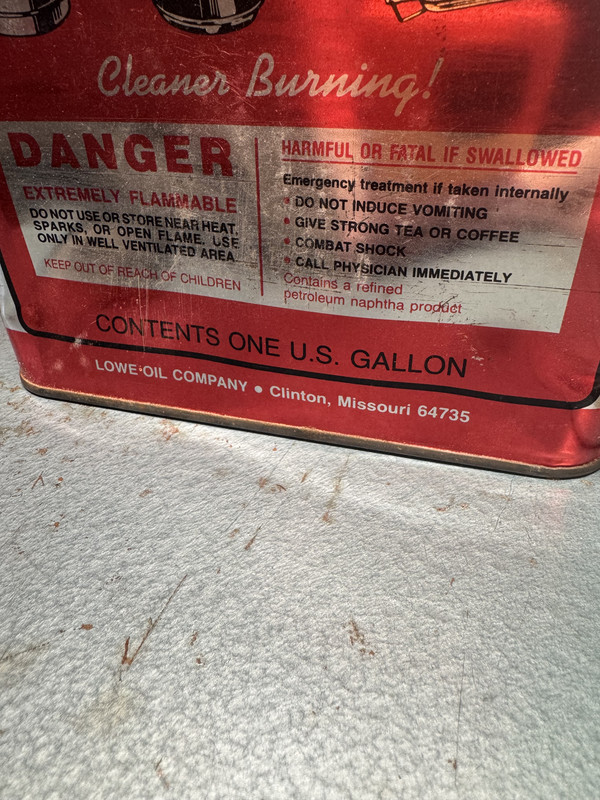 Cleaner Burning!
DANGER
EXTREMELY FLAMMABLE
DO NOT USE OR STORE NEAR HEAT,
SPARKS, OR OPEN FLAME, USE
ONLY IN WELL VENTILATED AREA
KEEP OUT OF REACH OF CHILDREN
HARMFUL OR FATAL IF SWALLOWED
Emergency treatment if taken internally
• DO NOT INDUCE VOMITING
• GIVE STRONG TEA OR COFFEE
• COMBAT SHOCK
• CALL PHYSICIAN IMMEDIATELY
Contains a refined
petroleum naphtha product
CONTENTS ONE U.S. GALLON
LOWE·OIL COMPANY • Clinton, Missouri 64735